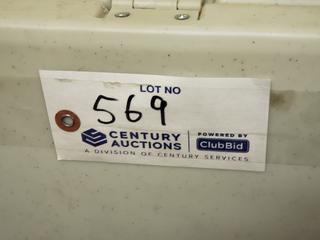 LOT NO
569
CENTURY
AUCTIONS
POWERED BY
ClubBid
A DIVISION OF CENTURY SERVICES